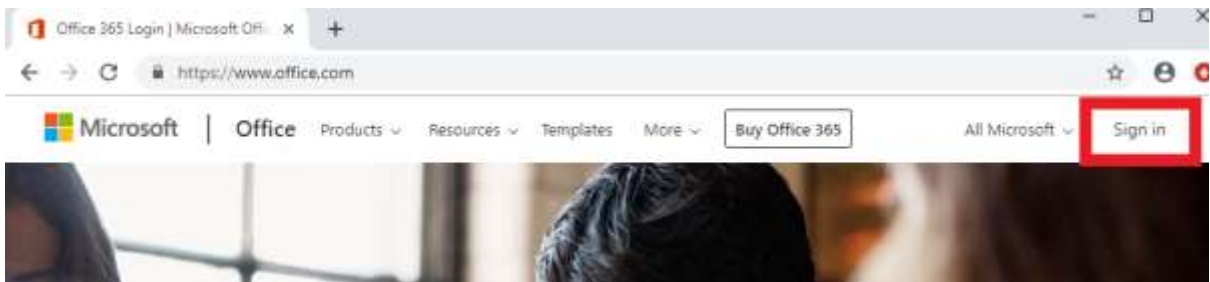 Office 365 Login | Microsoft Offi
https://www.office.com
Microsoft | Office Products Resources Templates More Buy Office 365 All Microsoft Sign in